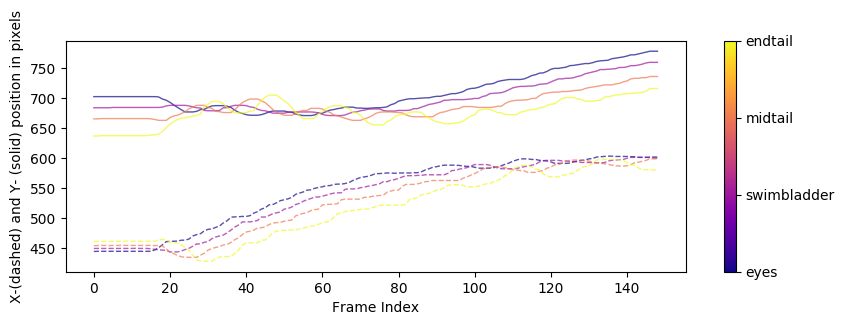 X-(dashed) and Y- (solid) position in pixels
750
700
650
600
550
500
450
0 20 40 60 80 100 120 140
Frame Index
endtail
midtail
swimbladder
eyes